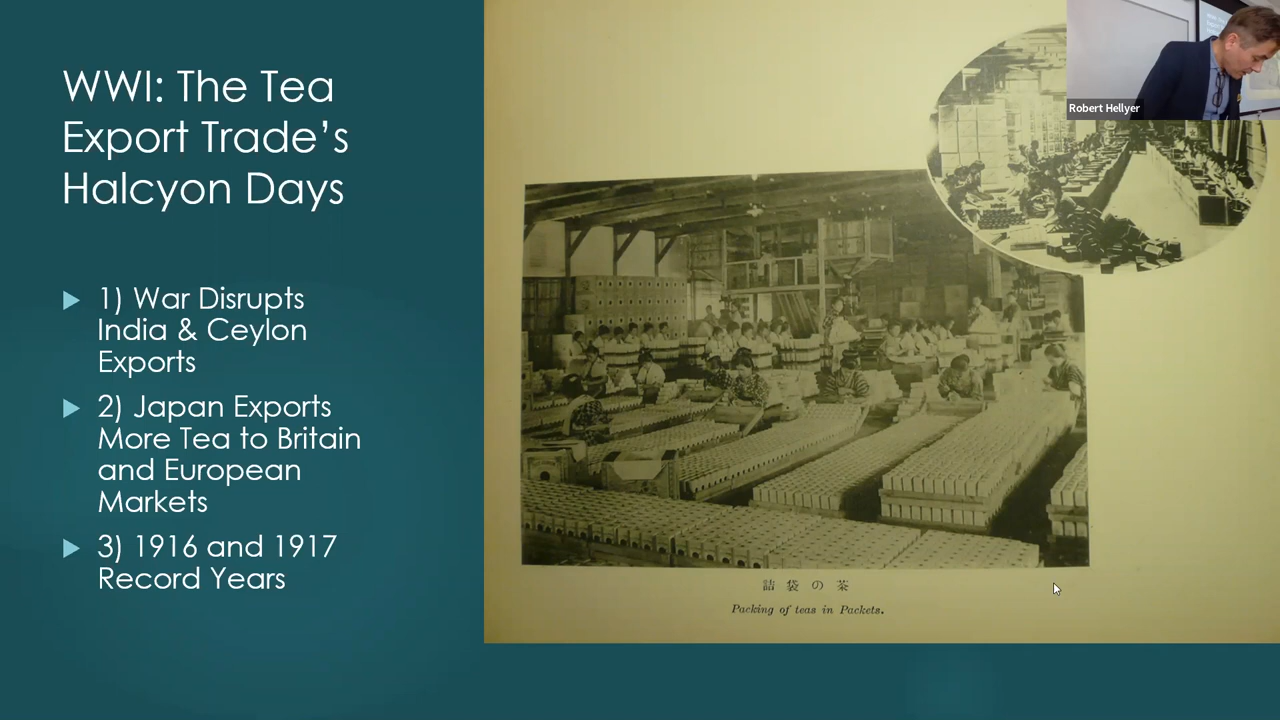 WWI: The Tea
Export Trade’s
Halcyon Days
1) War Disrupts
India & Ceylon
Exports
2) Japan Exports
More Tea to Britain
and European
Markets
3) 1916 and 1917
Record Years
Robert Hellyer
詰袋の茶
Packing of teas in Packets.